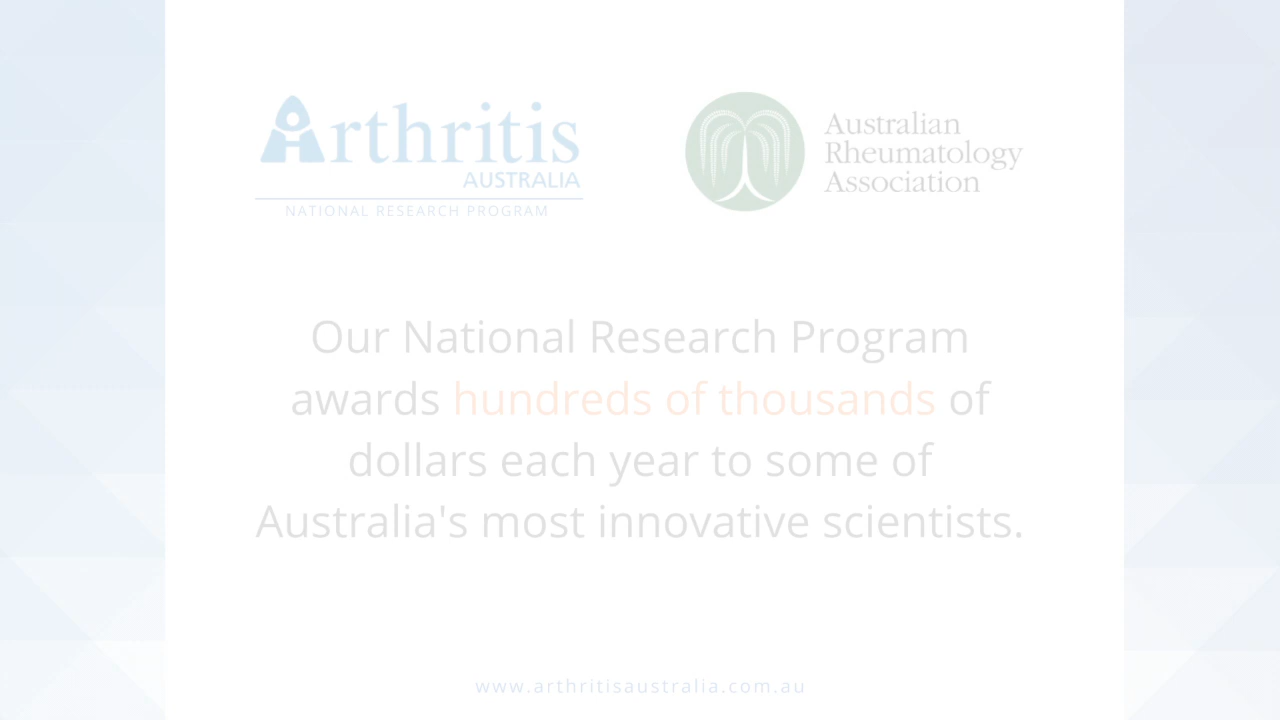 Arthritis
AUSTRALIA
NATIONAL RESEARCH PROGRAM
Australian
Rheumatology
Association
Our National Research Program
awards hundreds of thousands of
dollars each year to some of
Australia's most innovative scientists.
www.arthritisaustralia.com.au